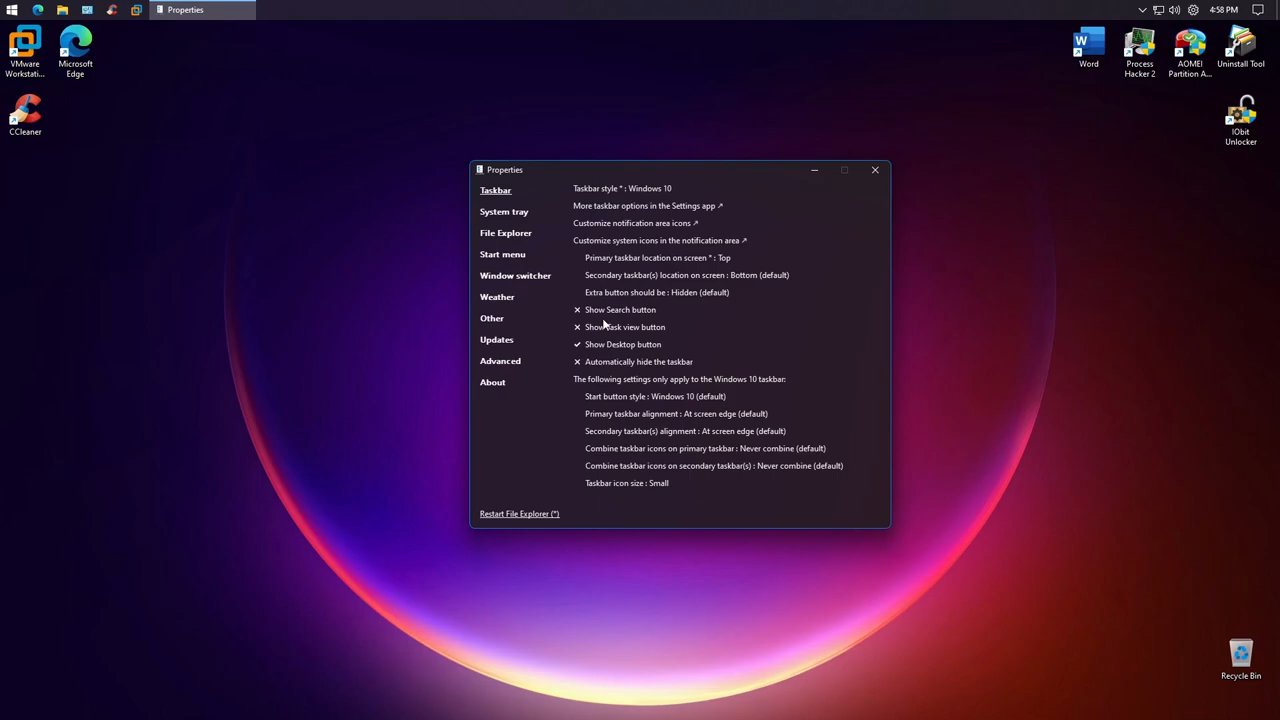 Properties
4:58 PM
VMware Workstati...
Microsoft Edge
CCleaner
Word
Process Hacker 2
AOMEI Partition A...
Uninstall Tool
IObit Unlocker
Recycle Bin
Properties
Taskbar
System tray
File Explorer
Start menu
Window switcher
Weather
Other
Updates
Advanced
About
Restart File Explorer (*)
Taskbar style * : Windows 10
More taskbar options in the Settings app ↗
Customize notification area icons ↗
Customize system icons in the notification area ↗
Primary taskbar location on screen * : Top
Secondary taskbar(s) location on screen : Bottom (default)
Extra button should be : Hidden (default)
Show Search button
Show Task view button
Show Desktop button
Automatically hide the taskbar
The following settings only apply to the Windows 10 taskbar:
Start button style : Windows 10 (default)
Primary taskbar alignment : At screen edge (default)
Secondary taskbar(s) alignment : At screen edge (default)
Combine taskbar icons on primary taskbar : Never combine (default)
Combine taskbar icons on secondary taskbar(s) : Never combine (default)
Taskbar icon size : Small